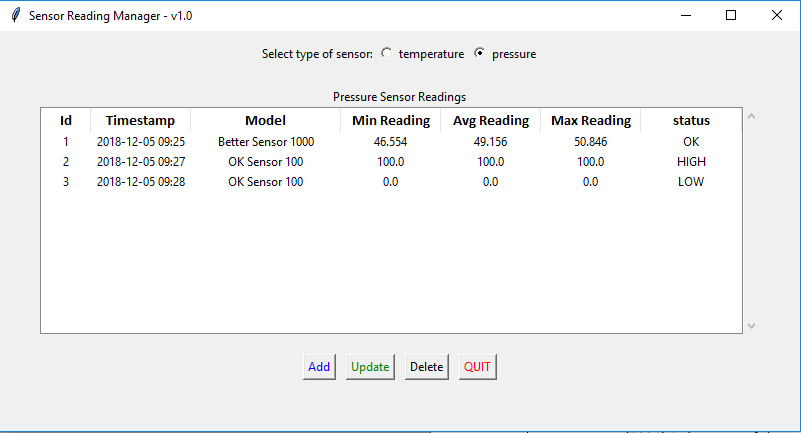 Sensor Reading Manager - v1.0
Select type of sensor: temperature pressure
Pressure Sensor Readings
Id Timestamp Model Min Reading Avg Reading Max Reading status
1 2018-12-05 09:25 Better Sensor 1000 46.554 49.156 50.846 OK
2 2018-12-05 09:27 OK Sensor 100 100.0 100.0 100.0 HIGH
3 2018-12-05 09:28 OK Sensor 100 0.0 0.0 0.0 LOW
Add Update Delete QUIT